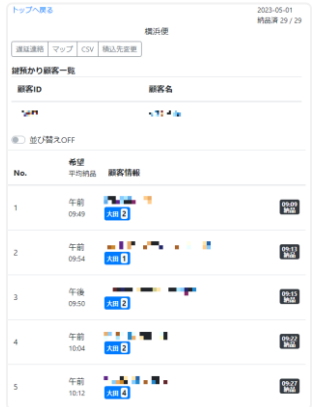 トップへ戻る
2023-05-01
納品済 29 / 29
横浜便
遅延連絡 マップ CSV 積込先変更
鍵預かり顧客一覧
顧客ID 顧客名
並び替えOFF
No. 希望 平均納品 顧客情報
1 午前 09:49 大田 2 09:09 納品
2 午前 09:54 大田 1 09:13 納品
3 午後 09:50 大田 2 09:15 納品
4 午前 10:04 大田 2 09:22 納品
5 午前 10:12 大田 4 09:27 納品